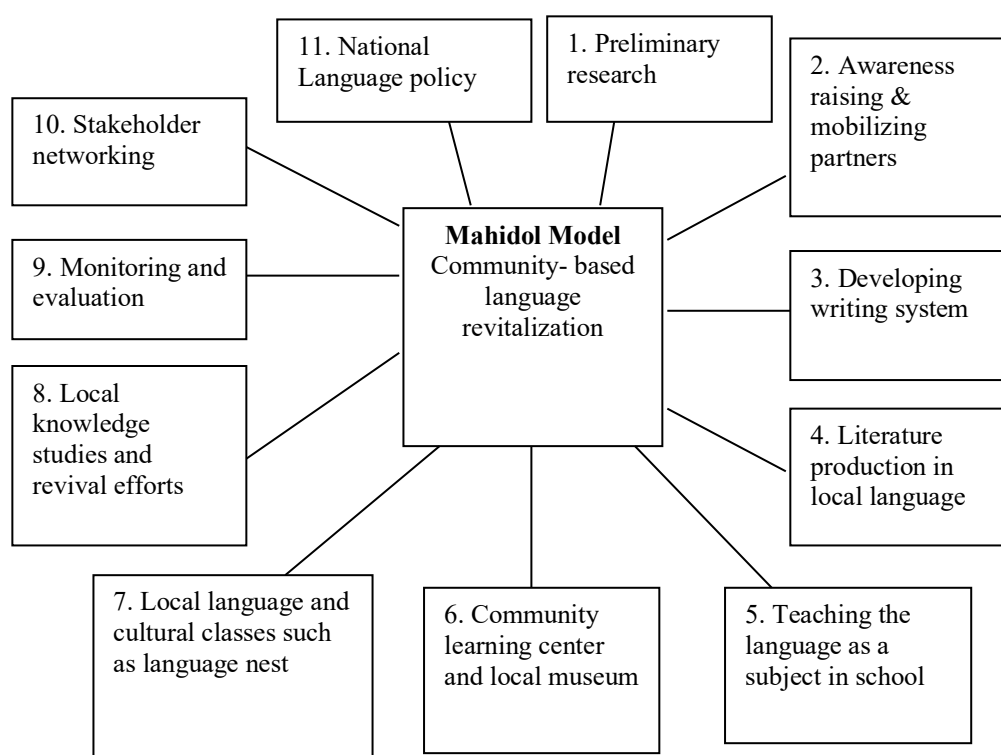 Mahidol Model
Community- based
language
revitalization
1. Preliminary
research
2. Awareness
raising &
mobilizing
partners
3. Developing
writing system
4. Literature
production in
local language
5. Teaching the
language as a
subject in school
6. Community
learning center
and local museum
7. Local language and
cultural classes such
as language nest
8. Local
knowledge
studies and
revival efforts
9. Monitoring and
evaluation
10. Stakeholder
networking
11. National
Language policy